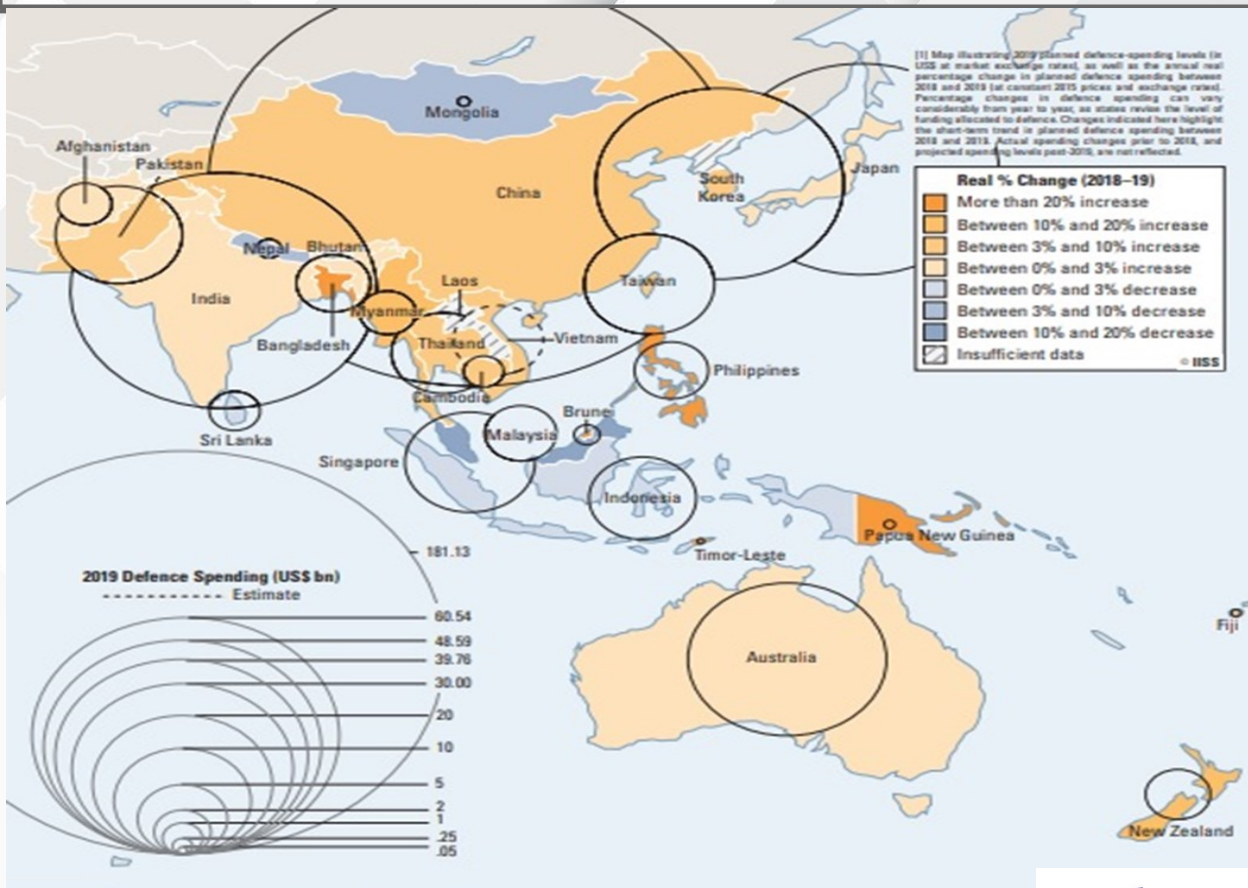 [1] Map illustrating 2019 planned defence-spending levels (in
US$ at market exchange rates), as well as the annual real
percentage change in planned defence spending between
2018 and 2019 (at constant 2015 prices and exchange rates).
Percentage changes in defence spending can vary
considerably from year to year, as states revise the level of
funding allocated to defence. Changes indicated here highlight
the short-term trend in planned defence spending between
2018 and 2019. Actual spending changes prior to 2018, and
projected spending levels post-2019, are not reflected.
Mongolia
Afghanistan
Pakistan
China
South
Korea
Japan
Real % Change (2018–19)
More than 20% increase
Between 10% and 20% increase
Between 3% and 10% increase
Between 0% and 3% increase
Between 0% and 3% decrease
Between 3% and 10% decrease
Between 10% and 20% decrease
Insufficient data
© IISS
Nepal
Bhutan
India
Laos
Taiwan
Myanmar
Bangladesh
Thailand
Vietnam
Cambodia
Philippines
Brunei
Sri Lanka
Malaysia
Singapore
Indonesia
Papua New Guinea
Timor-Leste
Fiji
Australia
New Zealand
181.13
2019 Defence Spending (US$ bn)
Estimate
60.54
48.59
39.76
30.00
20
10
5
2
1
.25
.05